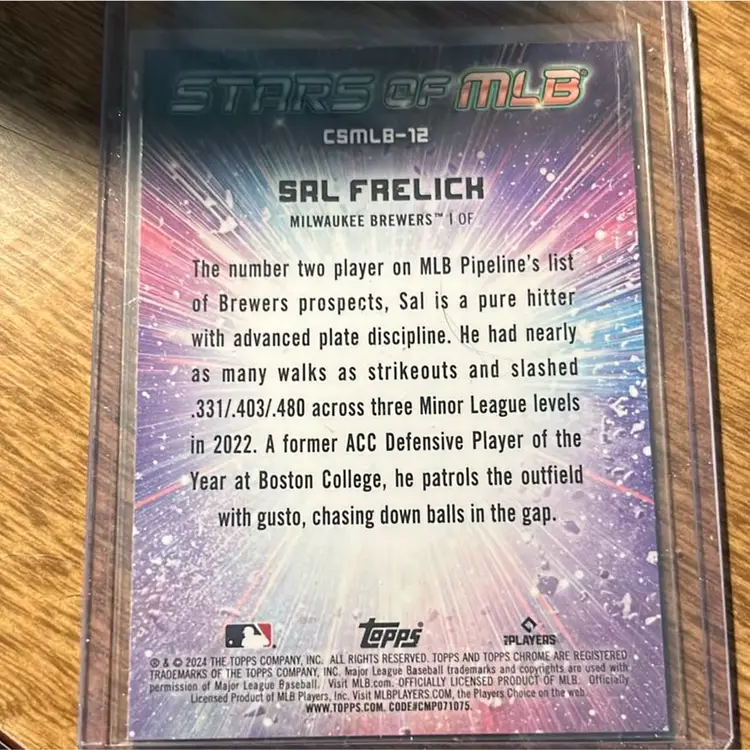 STARS OF MLB
CSMLB-12
SAL FRELICK
MILWAUKEE BREWERS™ | OF
The number two player on MLB Pipeline's list
of Brewers prospects, Sal is a pure hitter
with advanced plate discipline. He had nearly
as many walks as strikeouts and slashed
.331/.403/.480 across three Minor League levels
in 2022. A former ACC Defensive Player of the
Year at Boston College, he patrols the outfield
with gusto, chasing down balls in the gap.
topps
PLAYERS
® & © 2024 THE TOPPS COMPANY, INC. ALL RIGHTS RESERVED. TOPPS AND TOPPS CHROME ARE REGISTERED
TRADEMARKS OF THE TOPPS COMPANY, INC. Major League Baseball trademarks and copyrights are used with
permission of Major League Baseball. Visit MLB.com. OFFICIALLY LICENSED PRODUCT OF MLB. Officially
Licensed Product of MLB Players, Inc. Visit MLBPLAYERS.COM, the Players Choice on the web.
WWW.TOPPS.COM. CODE#CMP071075.